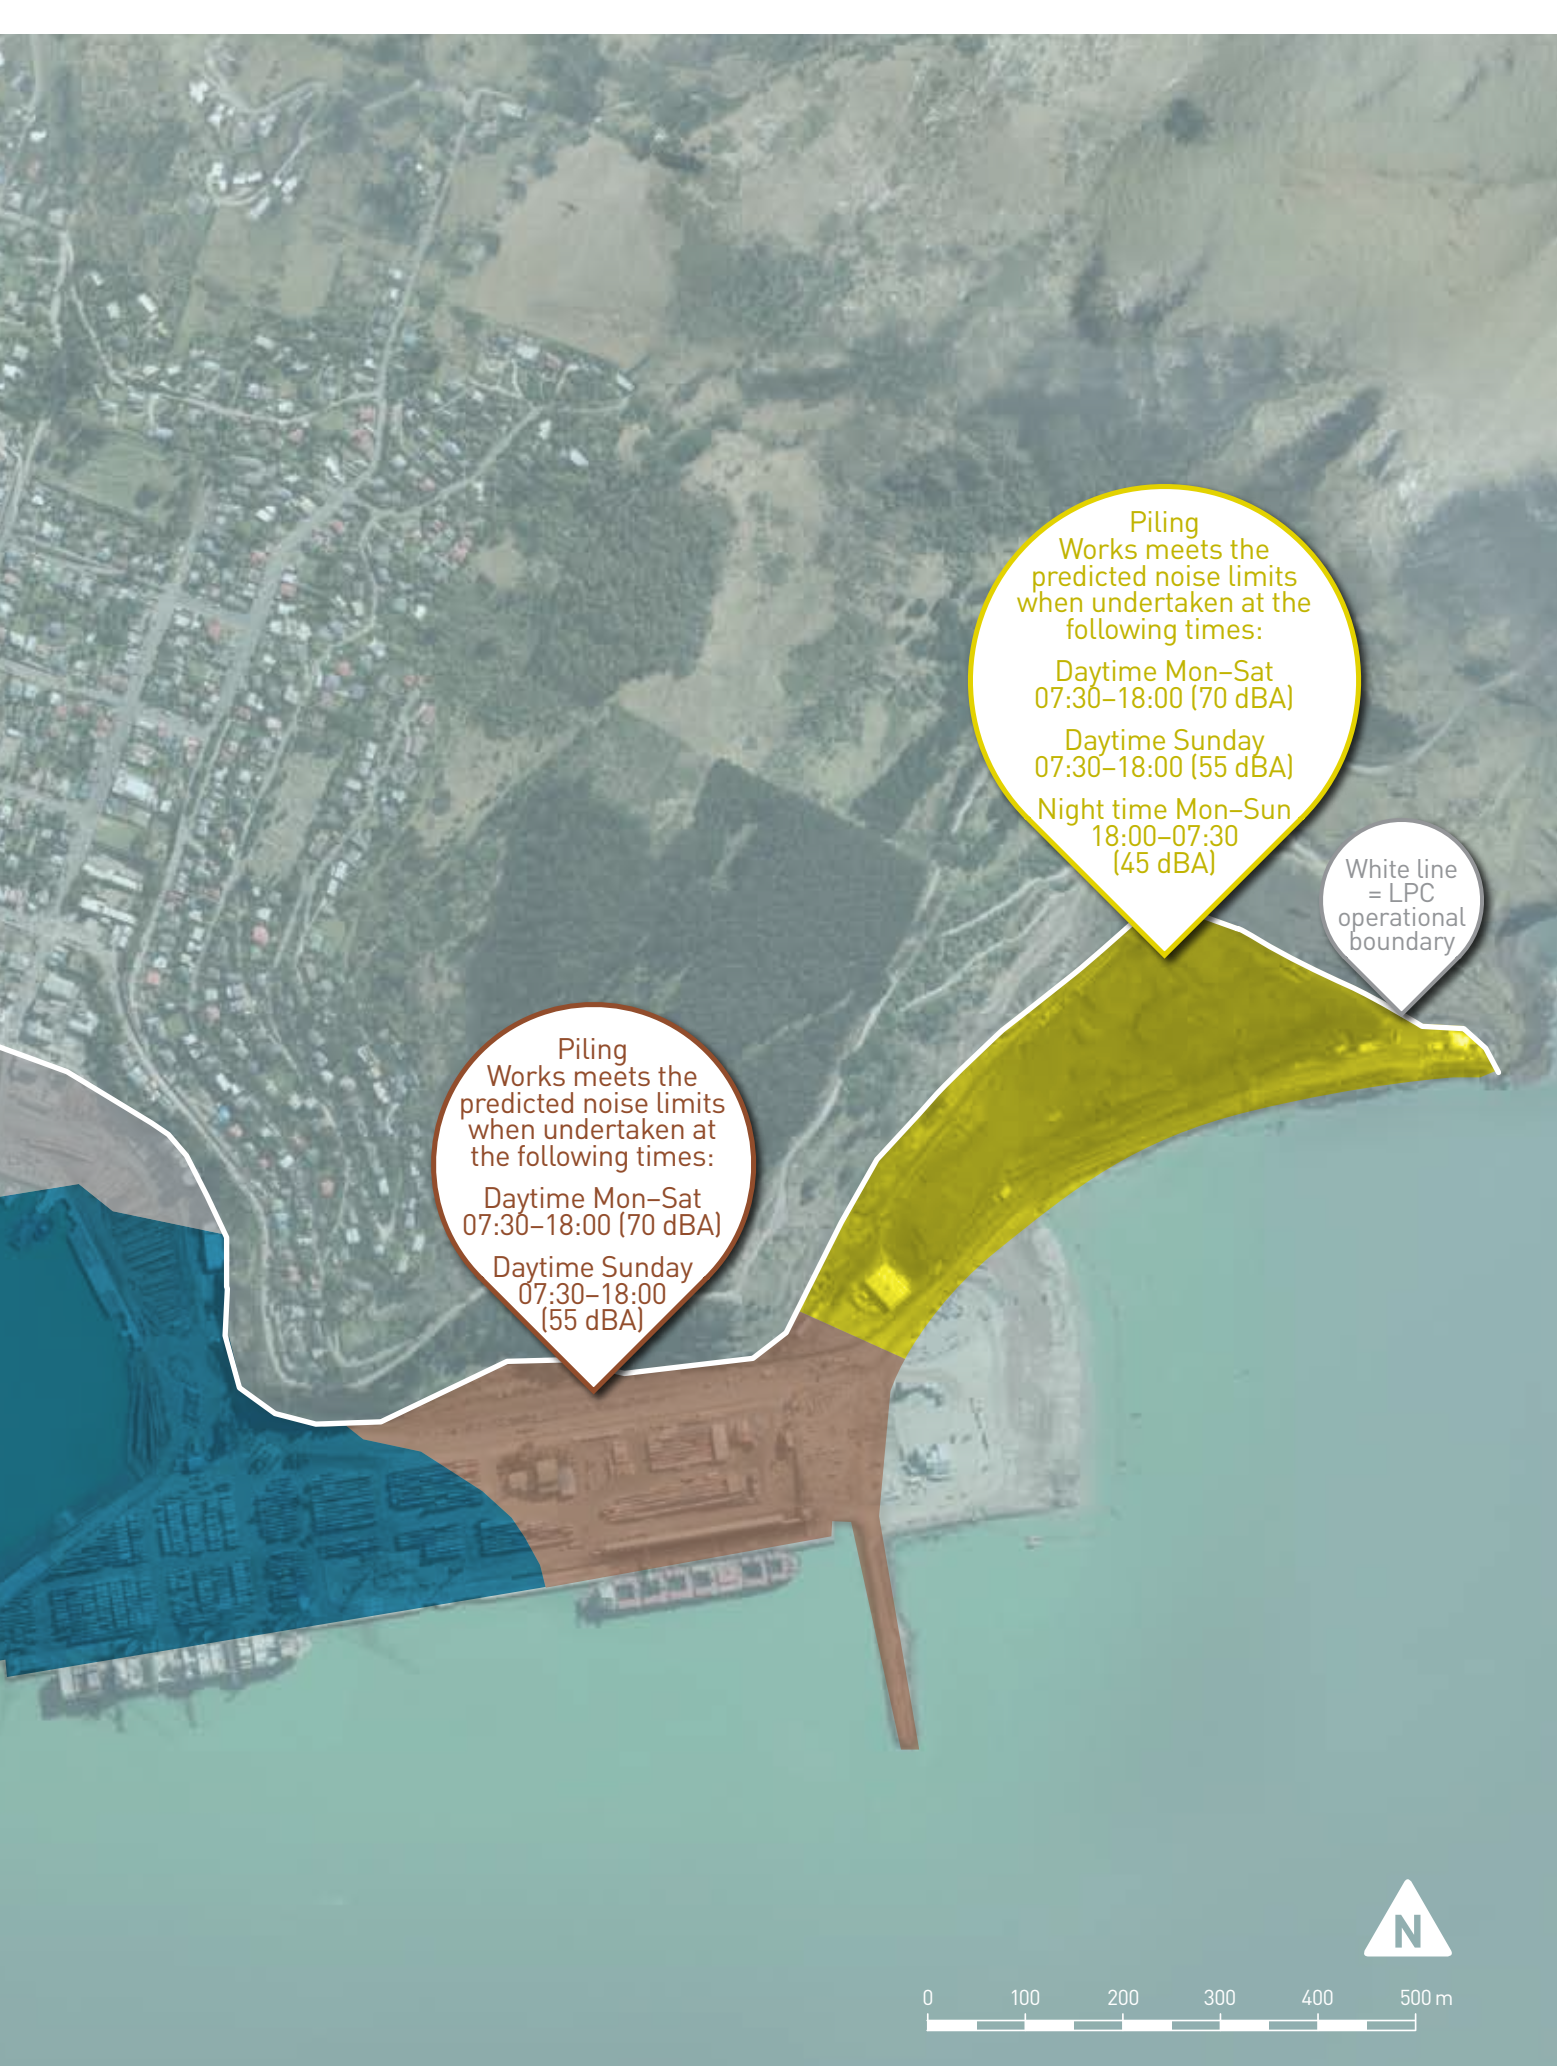 Piling
Works meets the
predicted noise limits
when undertaken at the
following times:
Daytime Mon–Sat
07:30–18:00 (70 dBA)
Daytime Sunday
07:30–18:00 (55 dBA)
Night time Mon–Sun
18:00–07:30
(45 dBA)
White line
= LPC
operational
boundary
Piling
Works meets the
predicted noise limits
when undertaken at
the following times:
Daytime Mon–Sat
07:30–18:00 (70 dBA)
Daytime Sunday
07:30–18:00
(55 dBA)
N
0 100 200 300 400 500 m